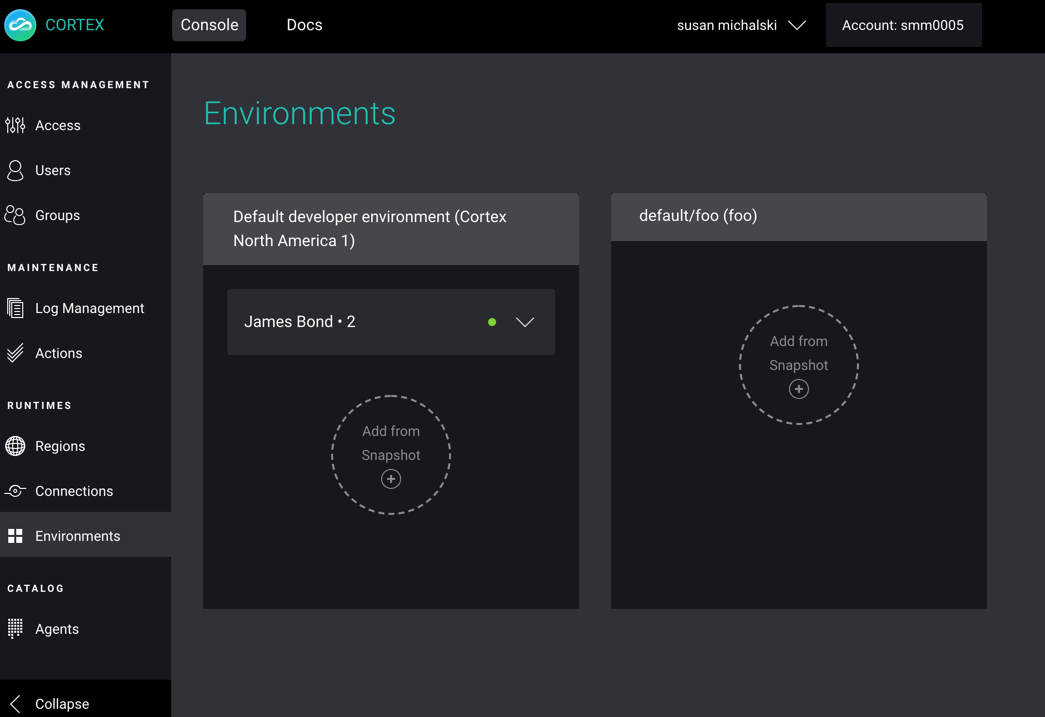 CORTEX
Console
Docs
susan michalski
Account: smm0005
ACCESS MANAGEMENT
Access
Users
Groups
MAINTENANCE
Log Management
Actions
RUNTIMES
Regions
Connections
Environments
CATALOG
Agents
Collapse
Environments
Default developer environment (Cortex
North America 1)
James Bond • 2
Add from
Snapshot
default/foo (foo)
Add from
Snapshot